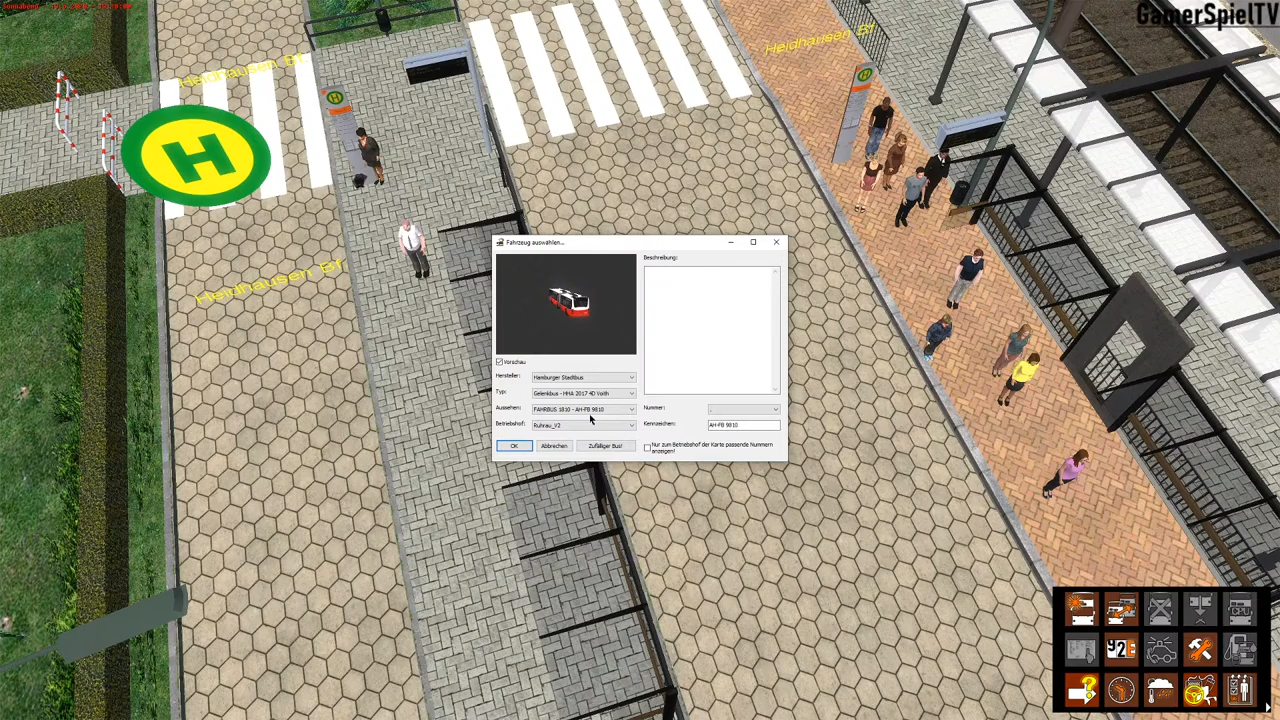 GamerSpielTV
Heidhausen Bf
Heidhausen Bf
H
H
H
Heidhausen Bf
Fahrzeug auswählen...
Beschreibung:
Vorschau
Hersteller:
Hamburger Stadtbus
Typ:
Gelenkbus - HHA 2017 4D Voith
Aussehen:
FAHRBUS 1810 - AH-FB 9810
Nummer:
Betriebshof:
Ruhrau_V2
Kennzeichen:
AH-FB 9810
OK
Abbrechen
Zufälliger Bus!
Nur zum Betriebshof der Karte passende Nummern
anzeigen!
CPU